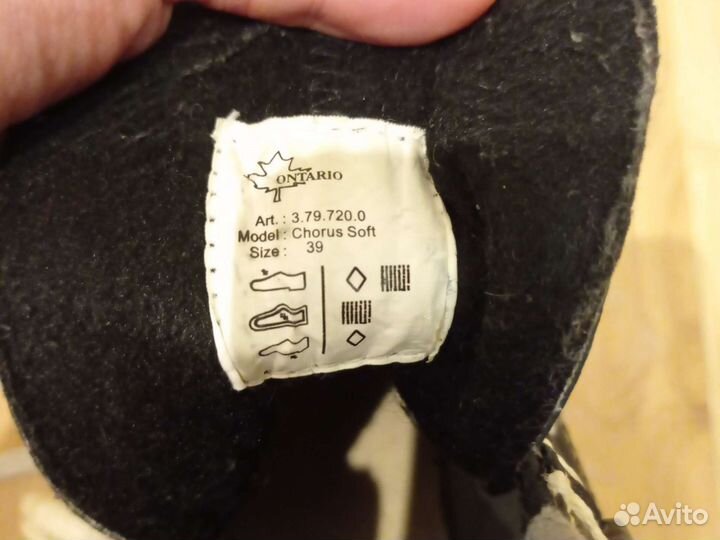 ONTARIO
Art.: 3.79.720.0
Model: Chorus Soft
Size: 39
Avito